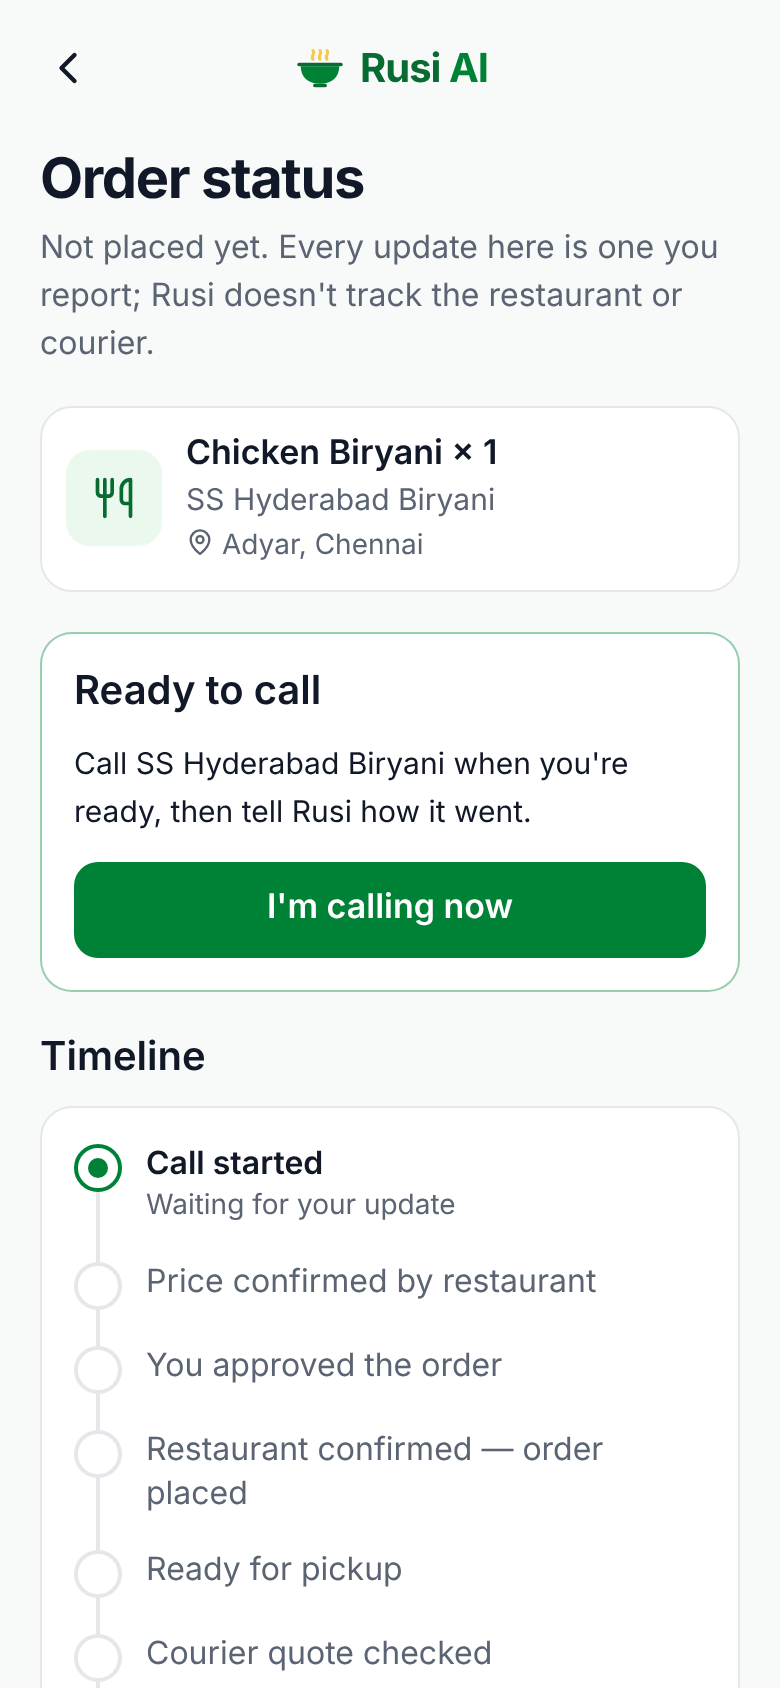 Rusi AI
Order status
Not placed yet. Every update here is one you
report; Rusi doesn't track the restaurant or
courier.
Chicken Biryani × 1
SS Hyderabad Biryani
Adyar, Chennai
Ready to call
Call SS Hyderabad Biryani when you're
ready, then tell Rusi how it went.
I'm calling now
Timeline
Call started
Waiting for your update
Price confirmed by restaurant
You approved the order
Restaurant confirmed — order
placed
Ready for pickup
Courier quote checked